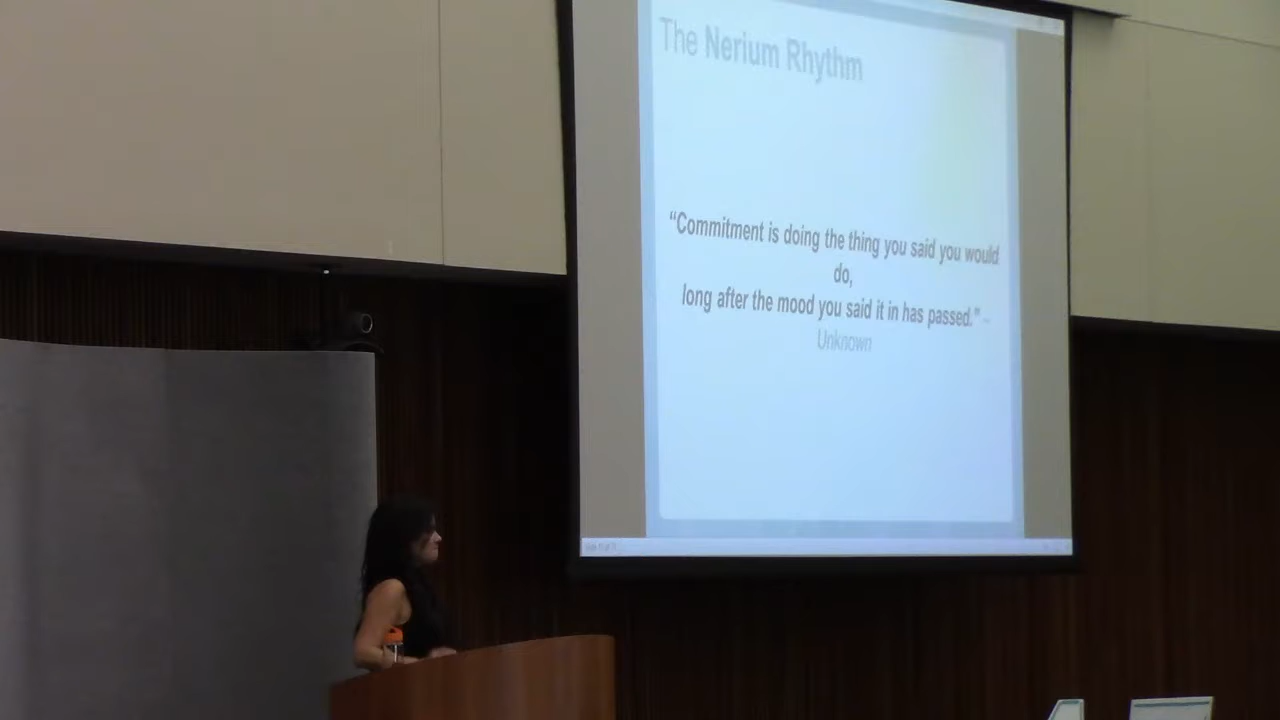 The Nerium Rhythm
“Commitment is doing the thing you said you would
do,
long after the mood you said it in has passed.” –
Unknown